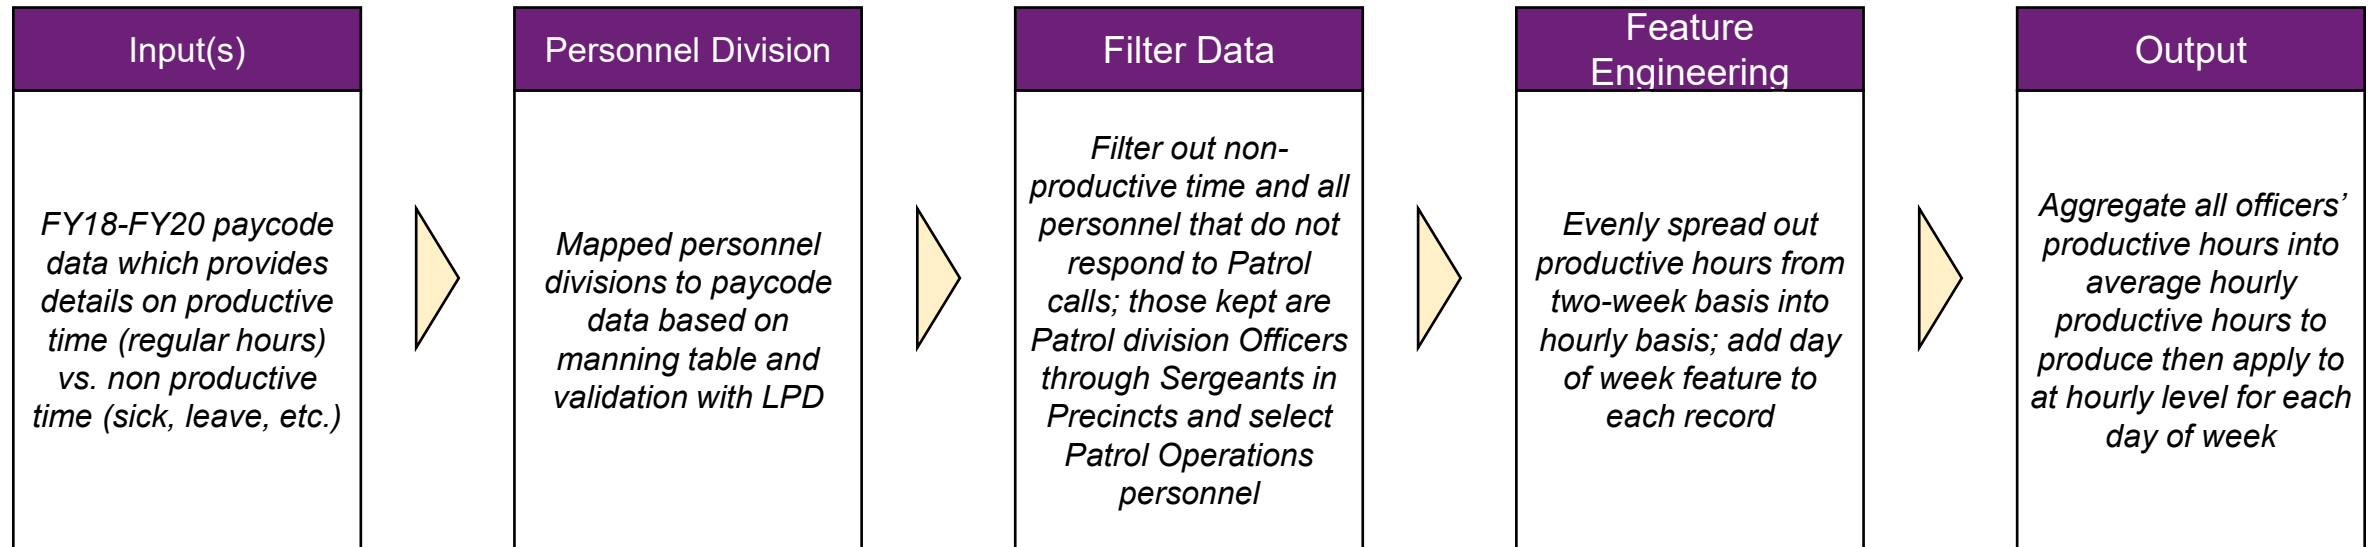 Input(s)
FY18-FY20 paycode
data which provides
details on productive
time (regular hours)
vs. non productive
time (sick, leave, etc.)
Personnel Division
Mapped personnel
divisions to paycode
data based on
manning table and
validation with LPD
Filter Data
Filter out non-
productive time and all
personnel that do not
respond to Patrol
calls; those kept are
Patrol division Officers
through Sergeants in
Precincts and select
Patrol Operations
personnel
Feature
Engineering
Evenly spread out
productive hours from
two-week basis into
hourly basis; add day
of week feature to
each record
Output
Aggregate all officers’
productive hours into
average hourly
productive hours to
produce then apply to
at hourly level for each
day of week